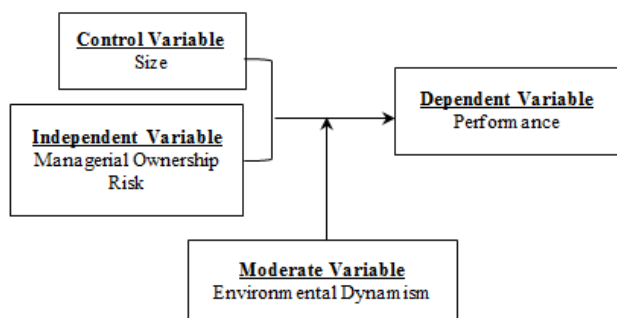 Control Variable
Size
Independent Variable
Managerial Ownership
Risk
Dependent Variable
Performance
Moderate Variable
Environmental Dynamism